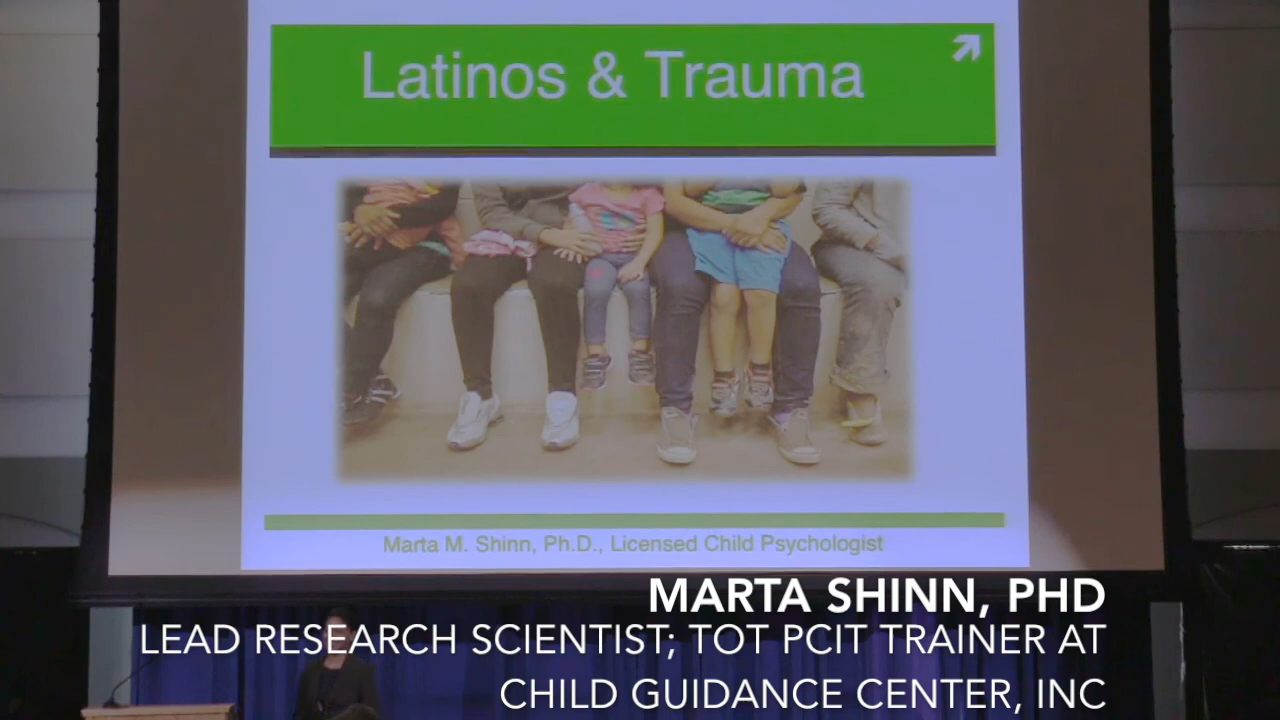 Latinos & Trauma
Marta M. Shinn, Ph.D., Licensed Child Psychologist
MARTA SHINN, PHD
LEAD RESEARCH SCIENTIST; TOT PCIT TRAINER AT
CHILD GUIDANCE CENTER, INC